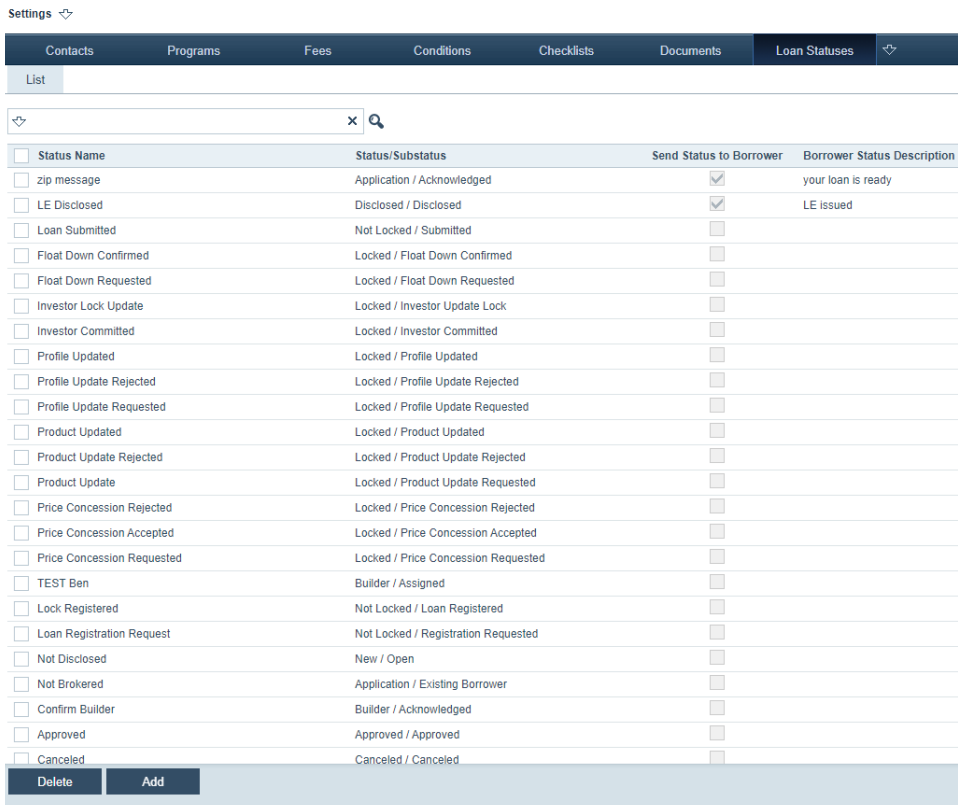 Settings
Contacts Programs Fees Conditions Checklists Documents Loan Statuses
List
Status Name Status/Substatus Send Status to Borrower Borrower Status Description
zip message Application / Acknowledged your loan is ready
LE Disclosed Disclosed / Disclosed LE issued
Loan Submitted Not Locked / Submitted
Float Down Confirmed Locked / Float Down Confirmed
Float Down Requested Locked / Float Down Requested
Investor Lock Update Locked / Investor Update Lock
Investor Committed Locked / Investor Committed
Profile Updated Locked / Profile Updated
Profile Update Rejected Locked / Profile Update Rejected
Profile Update Requested Locked / Profile Update Requested
Product Updated Locked / Product Updated
Product Update Rejected Locked / Product Update Rejected
Product Update Locked / Product Update Requested
Price Concession Rejected Locked / Price Concession Rejected
Price Concession Accepted Locked / Price Concession Accepted
Price Concession Requested Locked / Price Concession Requested
TEST Ben Builder / Assigned
Lock Registered Not Locked / Loan Registered
Loan Registration Request Not Locked / Registration Requested
Not Disclosed New / Open
Not Brokered Application / Existing Borrower
Confirm Builder Builder / Acknowledged
Approved Approved / Approved
Canceled Canceled / Canceled
Delete Add